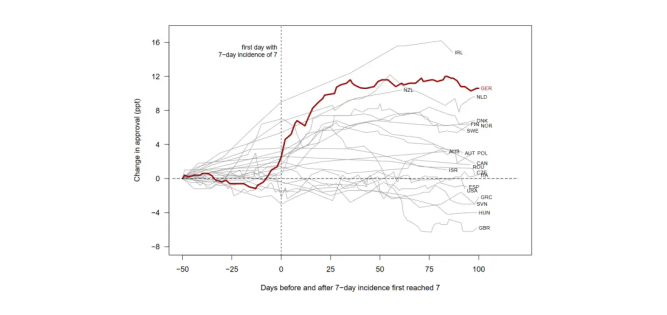 16
12
8
4
0
−4
−8
Change in approval (ppt)
first day with
7−day incidence of 7
IRL
GER
NZL
NLD
DNK
FIN
NOR
SWE
AUS
AUT
POL
CAN
ROU
ISR
CZE
ITA
ESP
USA
GRC
SVN
HUN
GBR
−50
−25
0
25
50
75
100
Days before and after 7−day incidence first reached 7